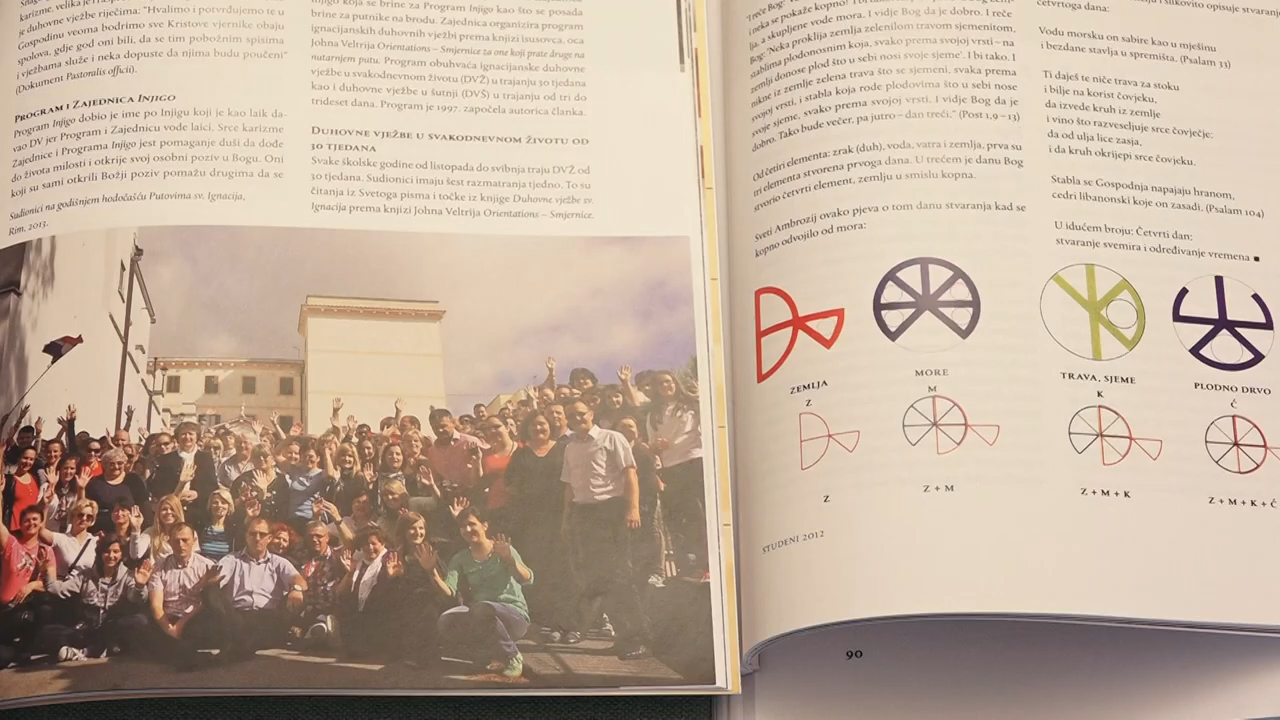 karizme, velika je i
je duhovne vježbe riječima: "Hvalimo i potvrđujemo te u
Gospodinu veoma bodrimo sve Kristove vjernike obaju
spolova, gdje god oni bili, da se tim pobožnim spisima
i vježbama služe i neka dopuste da njima budu poučeni"
(Dokument Pastoralis officii).
PROGRAM I ZAJEDNICA INJIGO
Program Injigo dobio je ime po Injigu koji je kao laik da-
vao DV jer Program i Zajednicu vode laici. Srce karizme
Zajednice i Programa Injigo jest pomaganje duši da dođe
do života milosti i otkrije svoj osobni poziv u Bogu. Oni
koji su sami otkrili Božji poziv pomažu drugima da se
Sudionici na godišnjem hodočašću Putovima sv. Ignacija,
Rim, 2013.
Injigo koja se brine za Program Injigo kao što se posada
brine za putnike na brodu. Zajednica organizira program
ignacijanskih duhovnih vježbi prema knjizi isusovca, oca
Johna Veltrija Orientations – Smjernice za one koji prate druge na
nutarnjem putu. Program obuhvaća ignacijanske duhovne
vježbe u svakodnevnom životu (DVŽ) u trajanju 30 tjedana
kao i duhovne vježbe u šutnji (DVŠ) u trajanju od tri do
trideset dana. Program je 1997. započela autorica članka.
DUHOVNE VJEŽBE U SVAKODNEVNOM ŽIVOTU OD
30 TJEDANA
Svake školske godine od listopada do svibnja traju DVŽ od
30 tjedana. Sudionici imaju šest razmatranja tjedno. To su
čitanja iz Svetoga pisma i točke iz knjige Duhovne vježbe sv.
Ignacija prema knjizi Johna Veltrija Orientations – Smjernice.
i neka se pokaže kopno!
lja, a skupljene vode mora. I vidje Bog da je dobro. I reče
Bog: 'Neka proklija zemlja zelenilom travom sjemenitom,
stablima plodonosnim koja, svako prema svojoj vrsti – na
zemlji donose plod što u sebi nosi svoje sjeme'. I bi tako. I
nikne iz zemlje zelena trava što se sjemeni, svaka prema
svojoj vrsti, i stabla koja rode plodovima što u sebi nose
svoje sjeme, svako prema svojoj vrsti. I vidje Bog da je
dobro. Tako bude večer, pa jutro – dan treći." (Post 1,9 – 13)
Od četiri elementa: zrak (duh), voda, vatra i zemlja, prva su
tri elementa stvorena prvoga dana. U trećem je danu Bog
stvorio četvrti element, zemlju u smislu kopna.
Sveti Ambrozij ovako pjeva o tom danu stvaranja kad se
kopno odvojilo od mora:
slikovito opisuje stvaranje
četvrtoga dana:
Vodu morsku on sabire kao u mješinu
i bezdane stavlja u spremišta. (Psalam 33)
Ti daješ te niče trava za stoku
i bilje na korist čovjeku,
da izvede kruh iz zemlje
i vino što razveseljuje srce čovječje;
da od ulja lice zasja,
i da kruh okrijepi srce čovjeku.
Stabla se Gospodnja napajaju hranom,
cedri libanonski koje on zasadi. (Psalam 104)
U idućem broju: Četvrti dan:
stvaranje svemira i određivanje vremena ■
ZEMLJA
Z
MORE
M
TRAVA, SJEME
K
PLODNO DRVO
Č
Z
Z + M
Z + M + K
Z + M + K + Č
STUDENI 2012
90